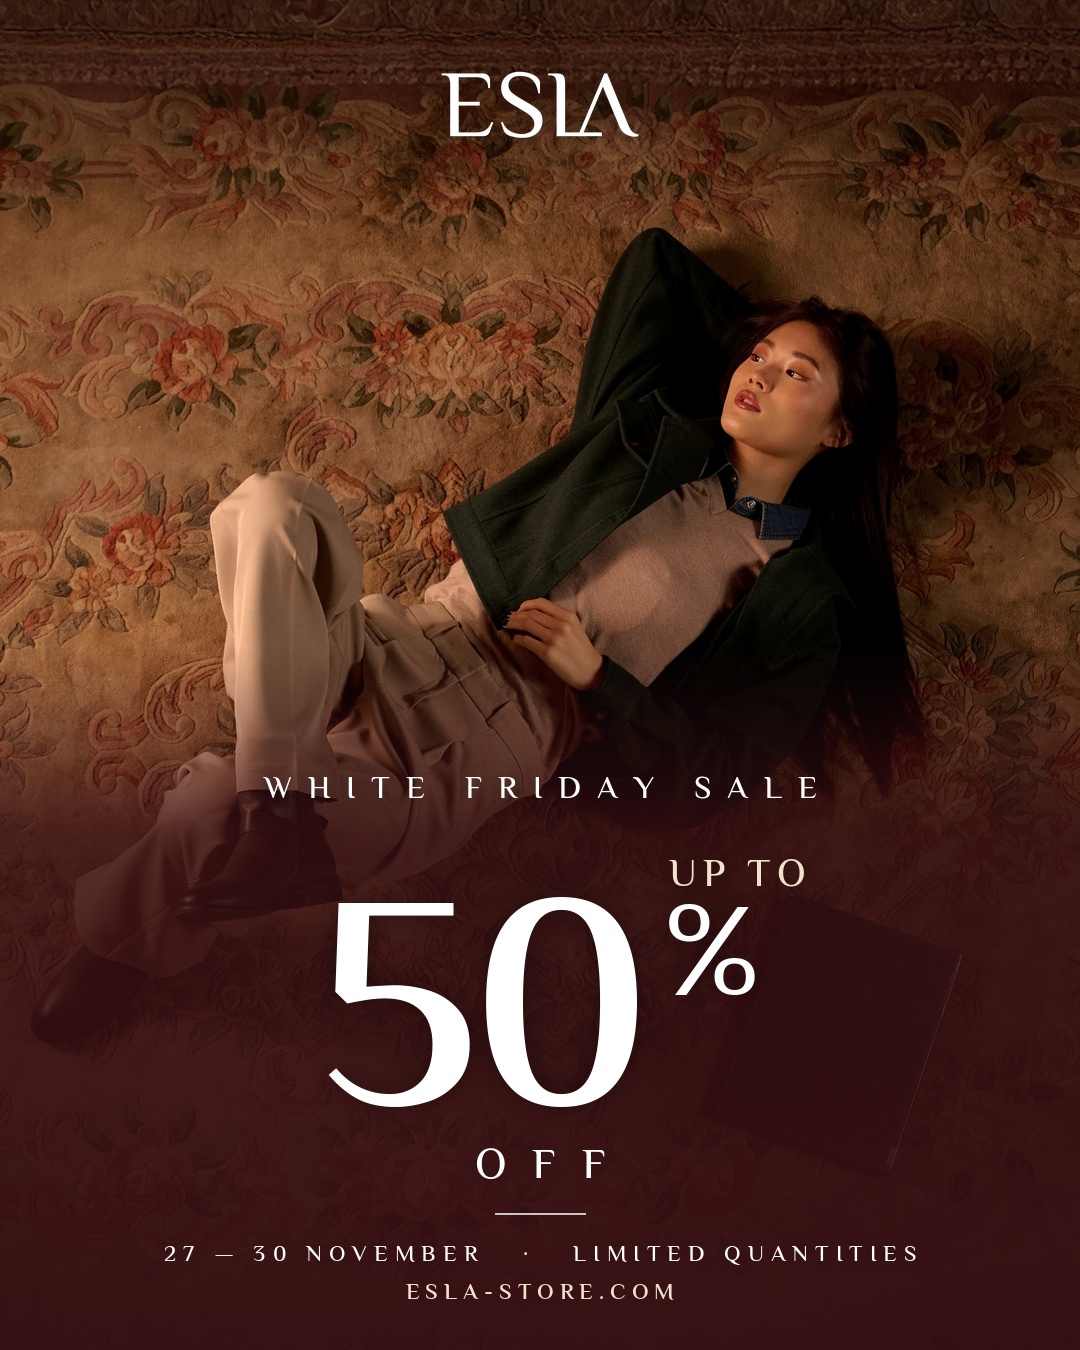 ESLA
WHITE FRIDAY SALE
UP TO
50%
OFF
27 — 30 NOVEMBER · LIMITED QUANTITIES
ESLA-STORE.COM